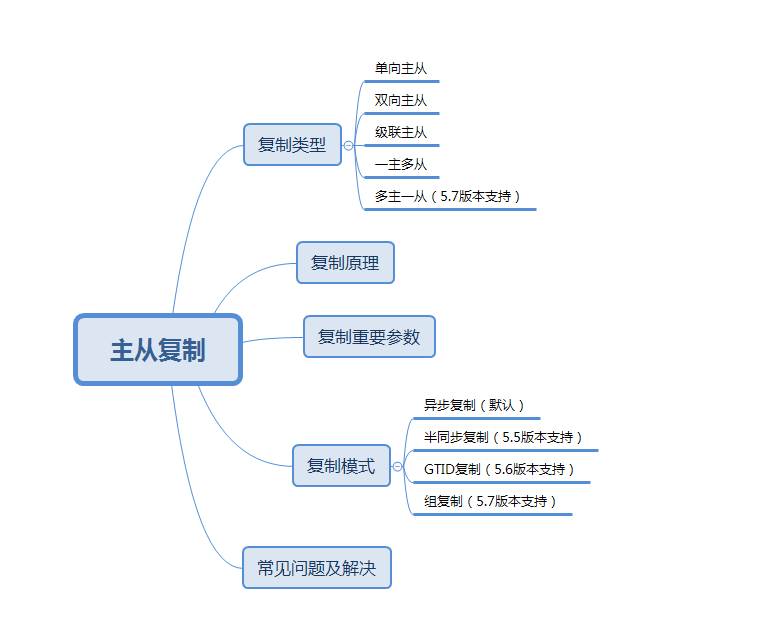 主从复制
复制类型
单向主从
双向主从
级联主从
一主多从
多主一从（5.7版本支持）
复制原理
复制重要参数
复制模式
异步复制（默认）
半同步复制（5.5版本支持）
GTID复制（5.6版本支持）
组复制（5.7版本支持）
常见问题及解决